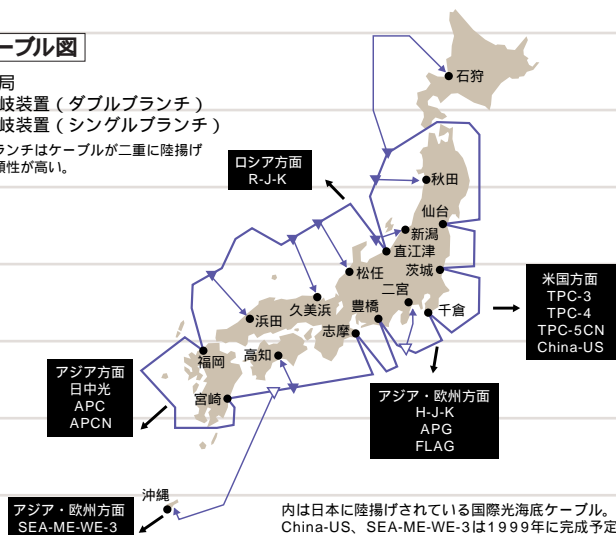 ーブル図
局
岐装置（ダブルブランチ）
岐装置（シングルブランチ）
ランチはケーブルが二重に陸揚げ
頼性が高い。
石狩
ロシア方面
R-J-K
秋田
仙台
新潟
直江津
茨城
松任
二宮
久美浜
豊橋
千倉
浜田
志摩
福岡
高知
宮崎
米国方面
TPC-3
TPC-4
TPC-5CN
China-US
アジア方面
日中光
APC
APCN
アジア・欧州方面
H-J-K
APG
FLAG
沖縄
アジア・欧州方面
SEA-ME-WE-3
内は日本に陸揚げされている国際光海底ケーブル。
China-US、SEA-ME-WE-3は1999年に完成予定